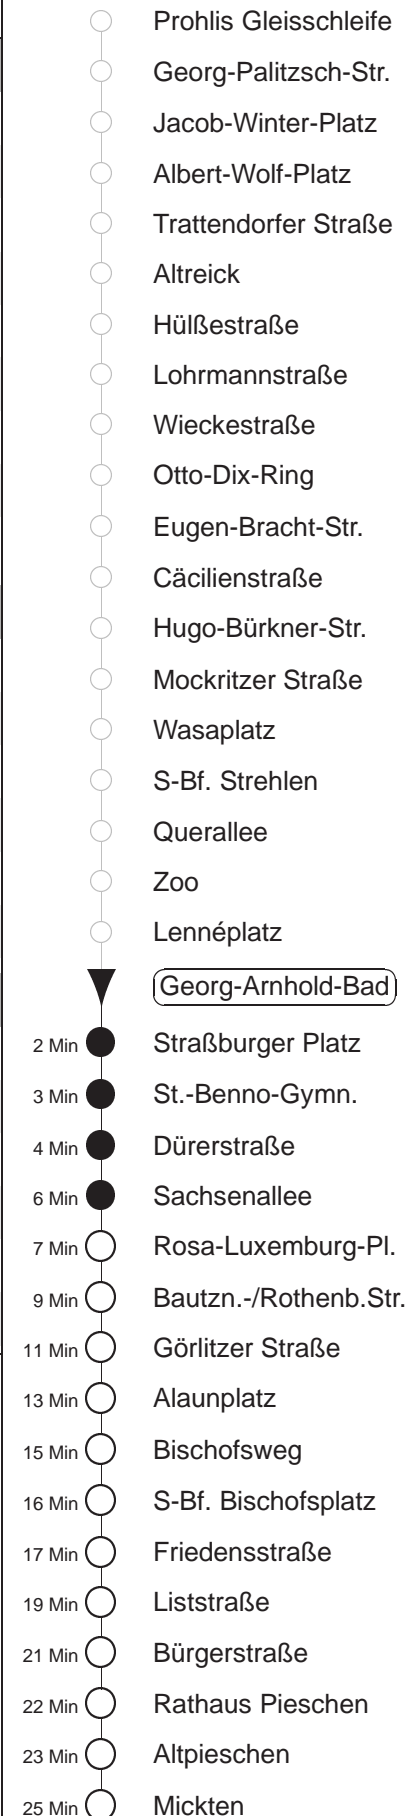 Prohlis Gleisschleife
Georg-Palitzsch-Str.
Jacob-Winter-Platz
Albert-Wolf-Platz
Trattendorfer Straße
Altreick
Hülßestraße
Lohrmannstraße
Wieckestraße
Otto-Dix-Ring
Eugen-Bracht-Str.
Cäcilienstraße
Hugo-Bürkner-Str.
Mockritzer Straße
Wasaplatz
S-Bf. Strehlen
Querallee
Zoo
Lennéplatz
Georg-Arnhold-Bad
2 Min Straßburger Platz
3 Min St.-Benno-Gymn.
4 Min Dürerstraße
6 Min Sachsenallee
7 Min Rosa-Luxemburg-Pl.
9 Min Bautzn.-/Rothenb.Str.
11 Min Görlitzer Straße
13 Min Alaunplatz
15 Min Bischofsweg
16 Min S-Bf. Bischofsplatz
17 Min Friedensstraße
19 Min Liststraße
21 Min Bürgerstraße
22 Min Rathaus Pieschen
23 Min Altpieschen
25 Min Mickten